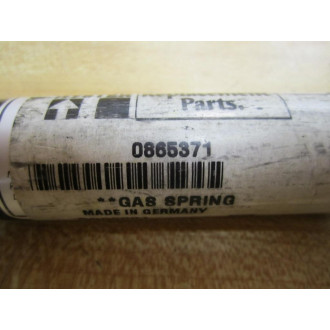 Parts.
0865371
**GAS SPRING
MADE IN GERMANY